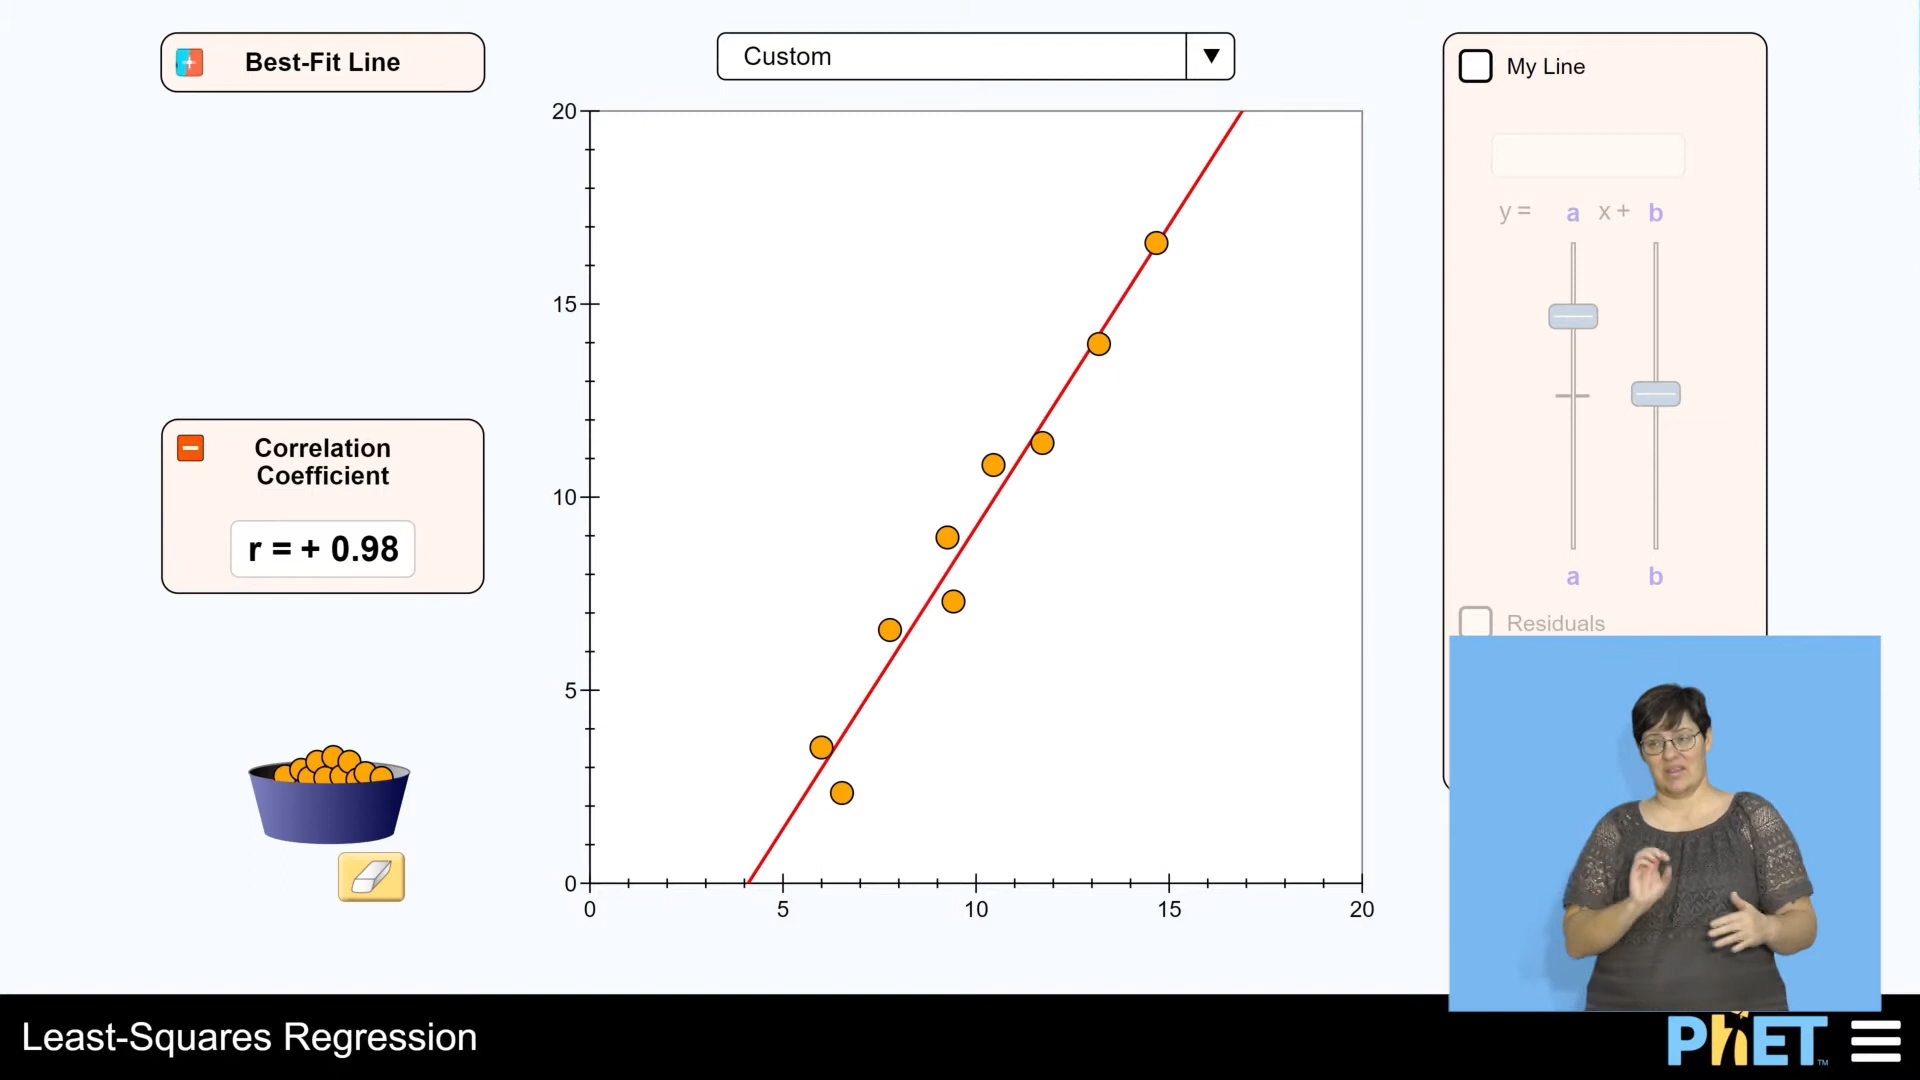 Best-Fit Line
Custom
My Line
y = a x + b
a b
Residuals
Correlation
Coefficient
r = + 0.98
20
15
10
5
0
0 5 10 15 20
Least-Squares Regression
PhET™